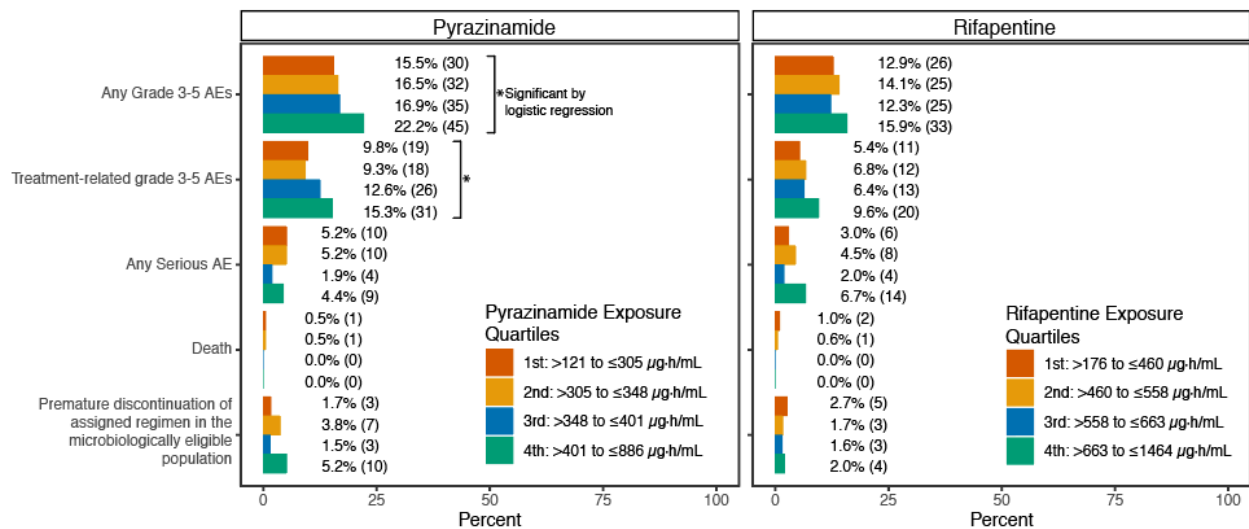 Pyrazinamide
Rifapentine
Any Grade 3-5 AEs
15.5% (30)
16.5% (32)
16.9% (35)
22.2% (45)
*Significant by
logistic regression
12.9% (26)
14.1% (25)
12.3% (25)
15.9% (33)
Treatment-related grade 3-5 AEs
9.8% (19)
9.3% (18)
12.6% (26)
15.3% (31)
*
5.4% (11)
6.8% (12)
6.4% (13)
9.6% (20)
Any Serious AE
5.2% (10)
5.2% (10)
1.9% (4)
4.4% (9)
3.0% (6)
4.5% (8)
2.0% (4)
6.7% (14)
Death
0.5% (1)
0.5% (1)
0.0% (0)
0.0% (0)
1.0% (2)
0.6% (1)
0.0% (0)
0.0% (0)
Premature discontinuation of
assigned regimen in the
microbiologically eligible
population
1.7% (3)
3.8% (7)
1.5% (3)
5.2% (10)
2.7% (5)
1.7% (3)
1.6% (3)
2.0% (4)
Pyrazinamide Exposure
Quartiles
1st: >121 to ≤305 µg·h/mL
2nd: >305 to ≤348 µg·h/mL
3rd: >348 to ≤401 µg·h/mL
4th: >401 to ≤886 µg·h/mL
Rifapentine Exposure
Quartiles
1st: >176 to ≤460 µg·h/mL
2nd: >460 to ≤558 µg·h/mL
3rd: >558 to ≤663 µg·h/mL
4th: >663 to ≤1464 µg·h/mL
0 25 50 75 100
Percent
0 25 50 75 100
Percent